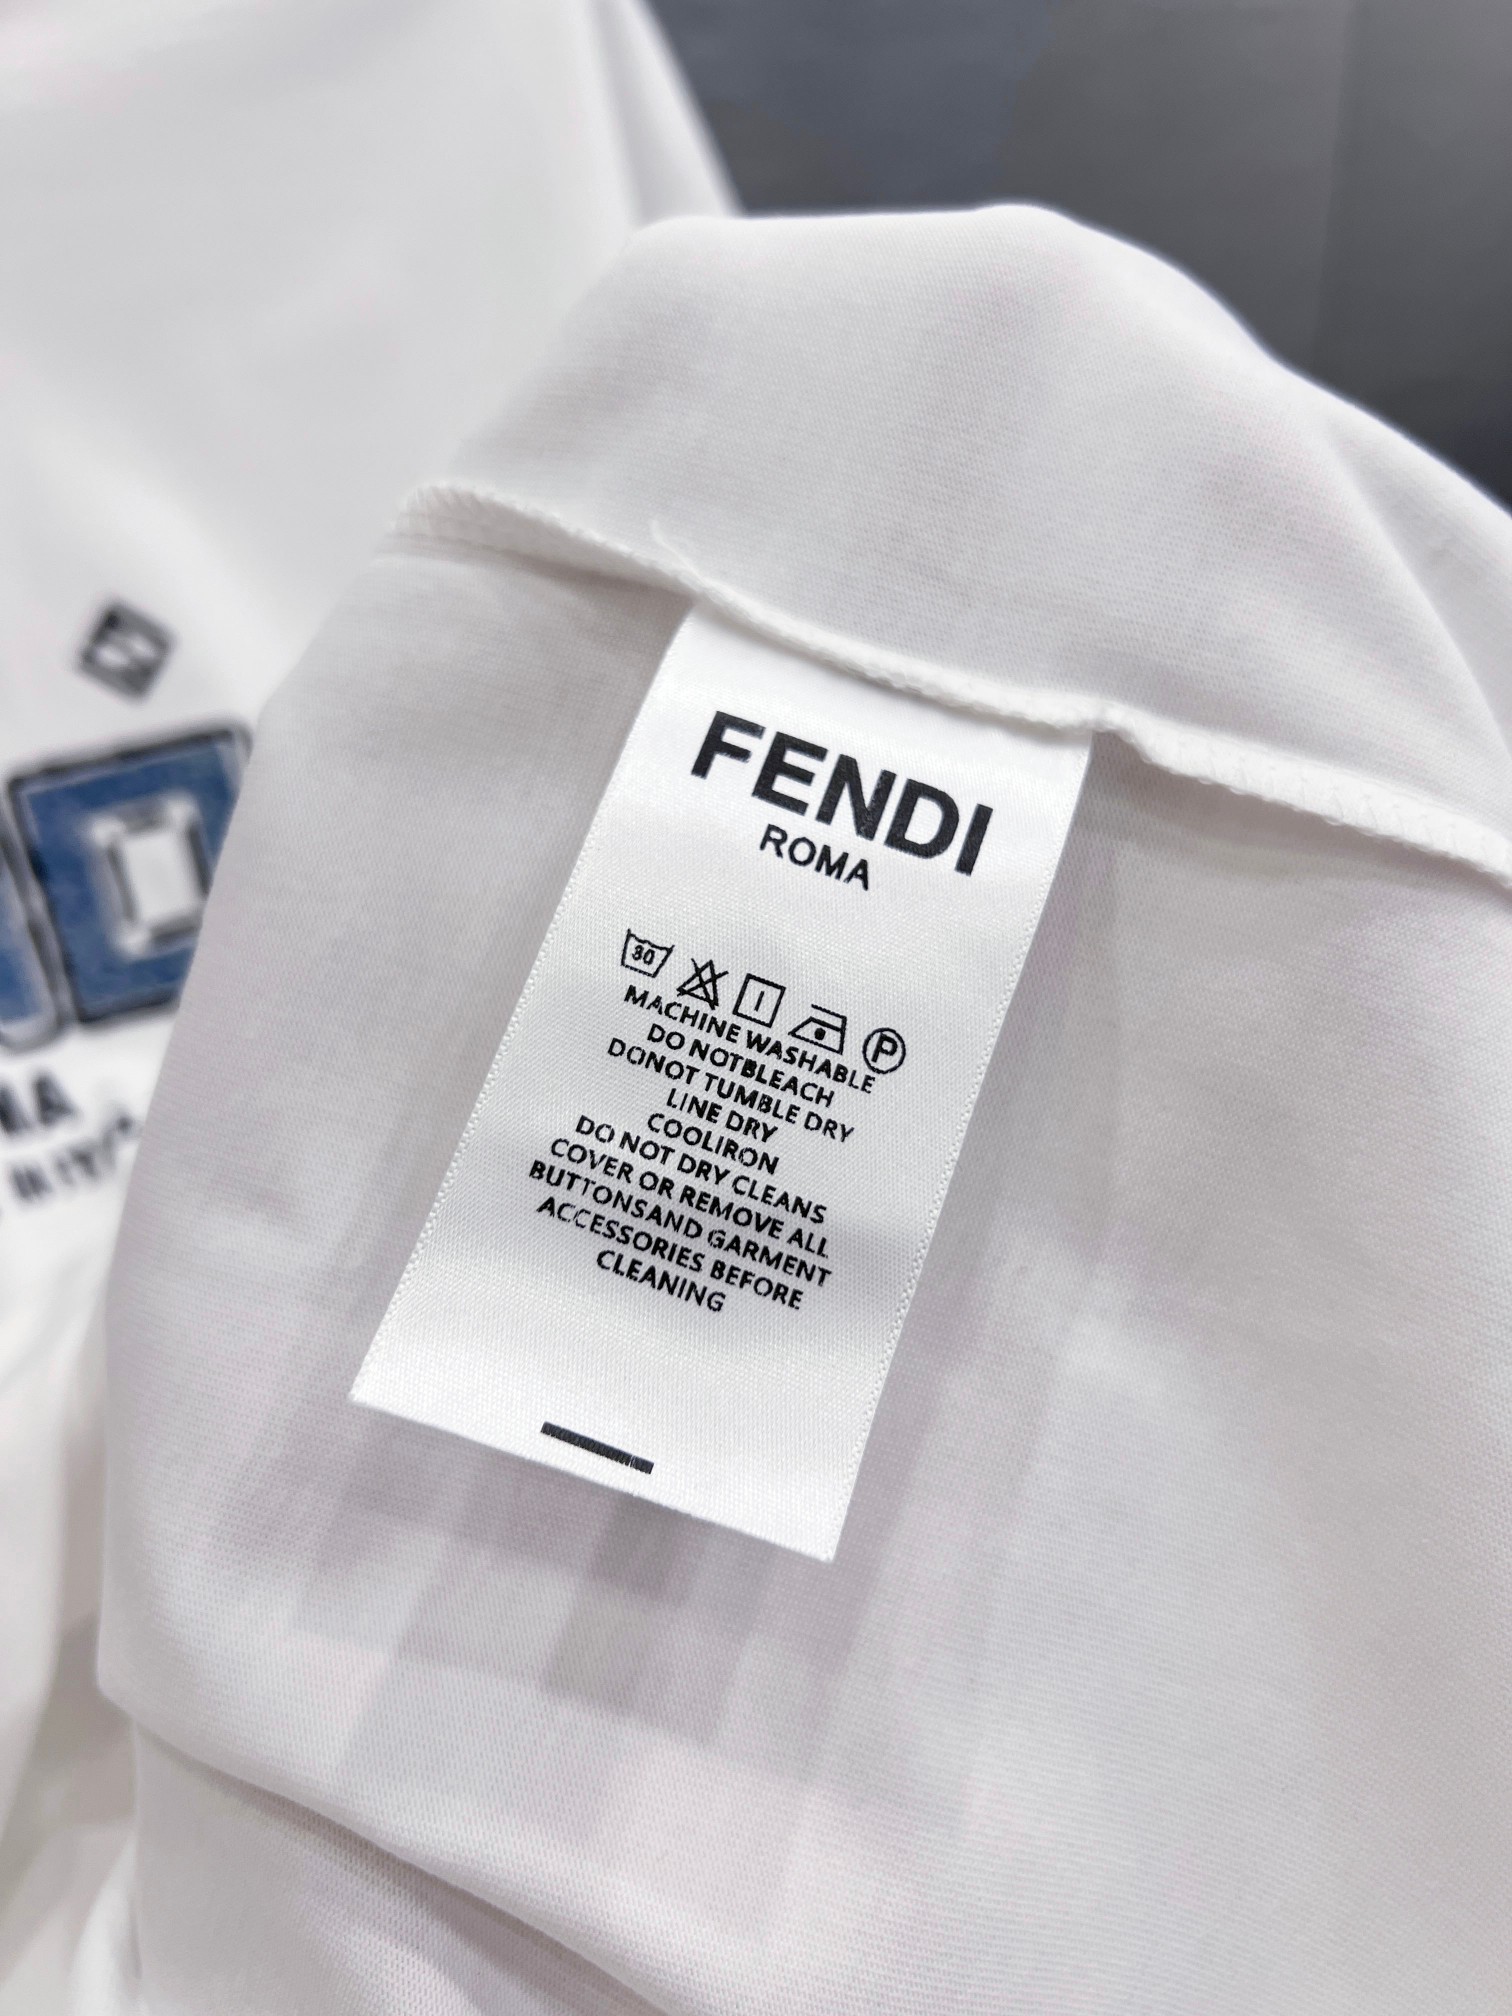 FENDI
ROMA
30
P
MACHINE WASHABLE
DO NOTBLEACH
DONOT TUMBLE DRY
LINE DRY
COOLIRON
DO NOT DRY CLEANS
COVER OR REMOVE ALL
BUTTONSAND GARMENT
ACCESSORIES BEFORE
CLEANING